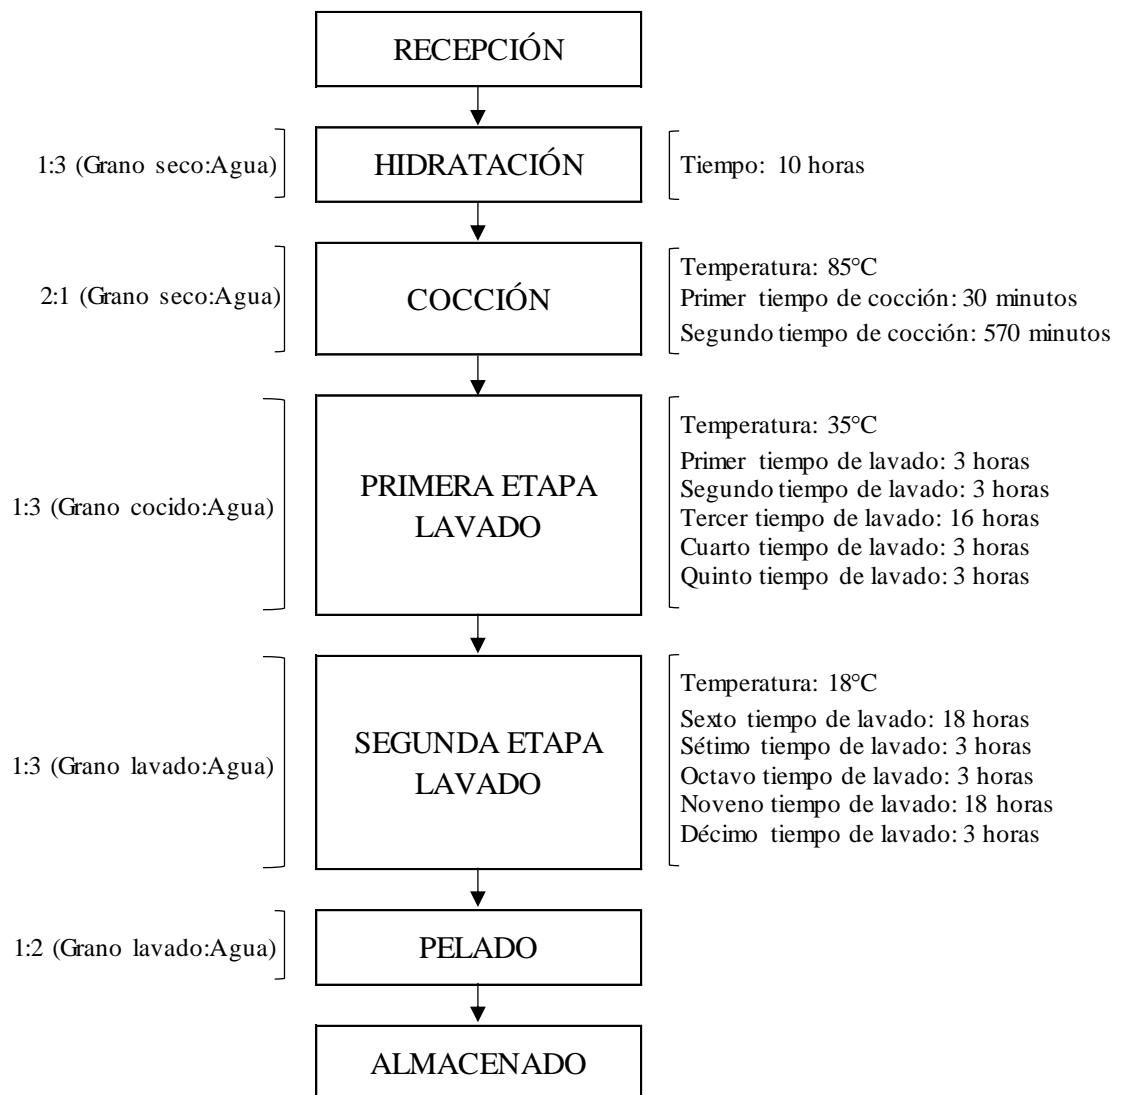 RECEPCIÓN
1:3 (Grano seco:Agua)
HIDRATACIÓN
Tiempo: 10 horas
2:1 (Grano seco:Agua)
COCCIÓN
Temperatura: 85°C
Primer tiempo de cocción: 30 minutos
Segundo tiempo de cocción: 570 minutos
1:3 (Grano cocido:Agua)
PRIMERA ETAPA
LAVADO
Temperatura: 35°C
Primer tiempo de lavado: 3 horas
Segundo tiempo de lavado: 3 horas
Tercer tiempo de lavado: 16 horas
Cuarto tiempo de lavado: 3 horas
Quinto tiempo de lavado: 3 horas
1:3 (Grano lavado:Agua)
SEGUNDA ETAPA
LAVADO
Temperatura: 18°C
Sexto tiempo de lavado: 18 horas
Sétimo tiempo de lavado: 3 horas
Octavo tiempo de lavado: 3 horas
Noveno tiempo de lavado: 18 horas
Décimo tiempo de lavado: 3 horas
1:2 (Grano lavado:Agua)
PELADO
ALMACENADO